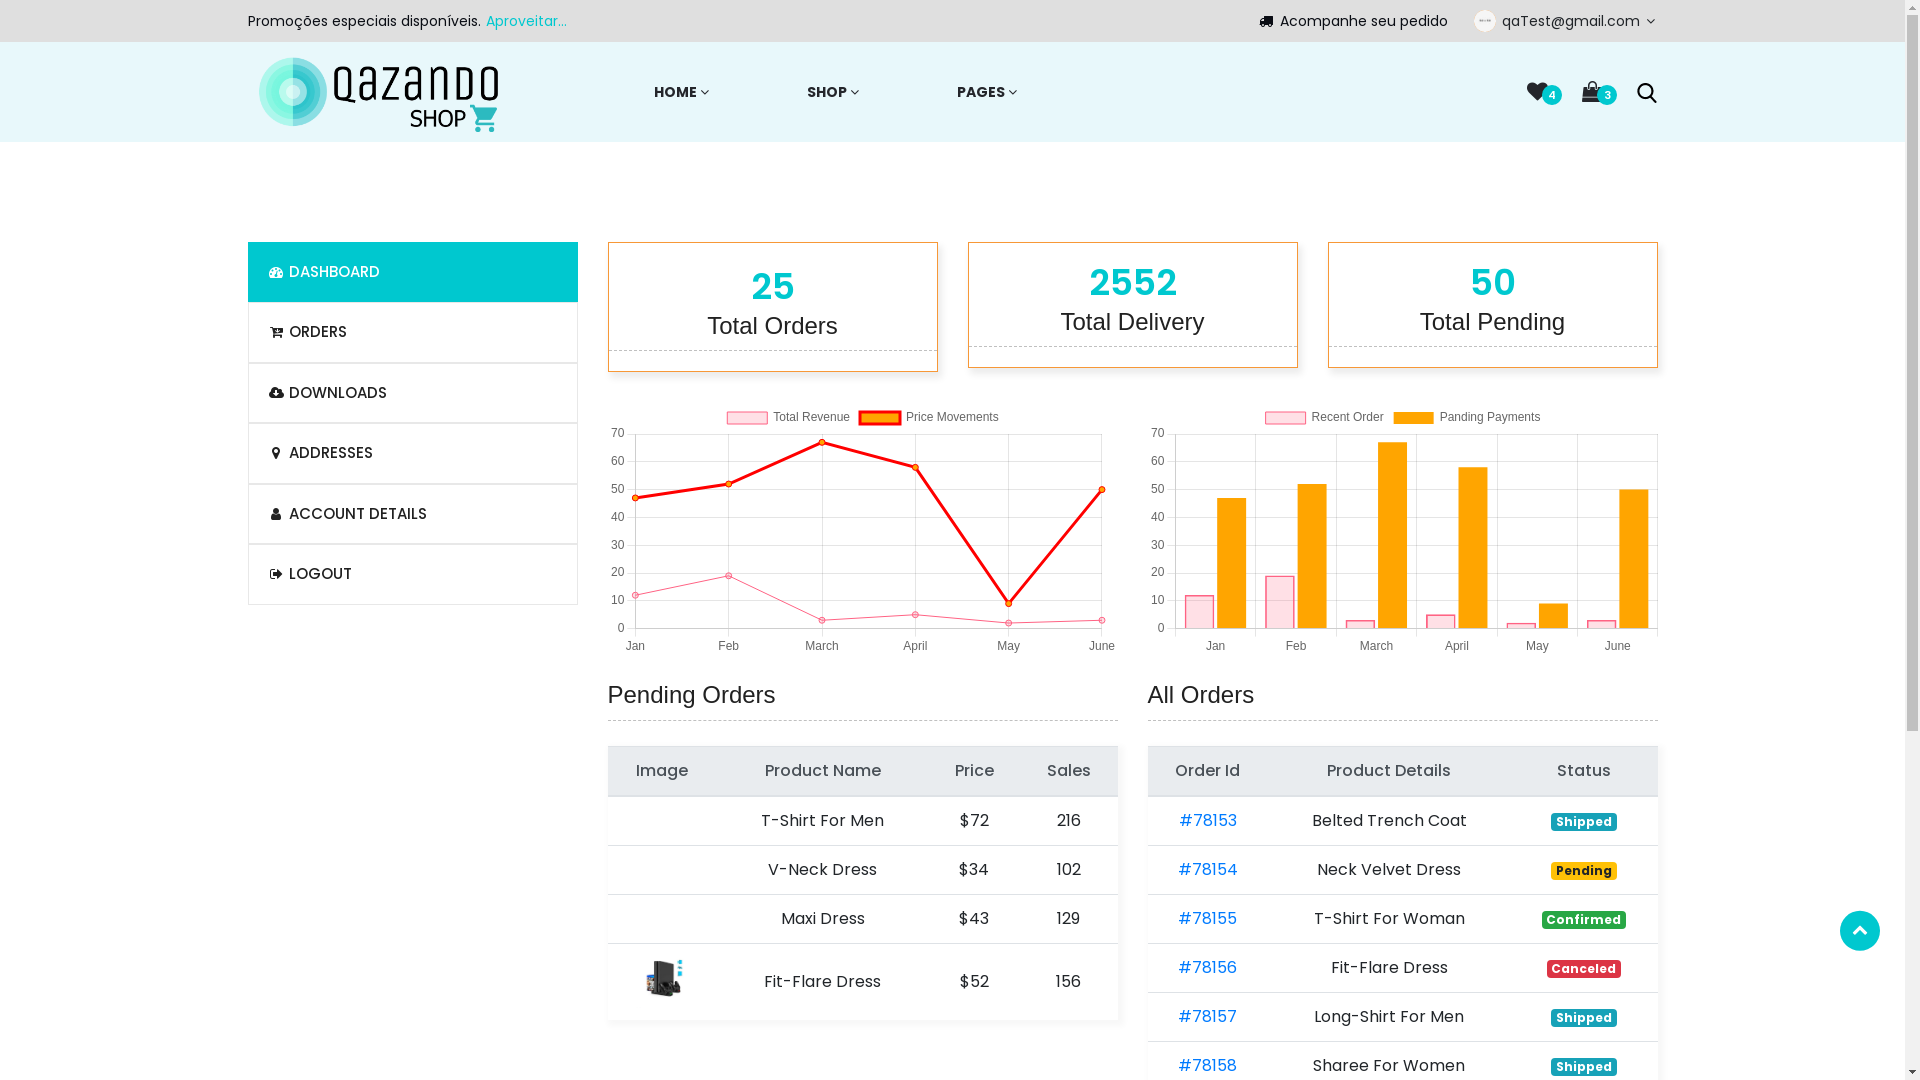 Promoções especiais disponíveis. Aproveitar...
Acompanhe seu pedido
qaTest@gmail.com
QAZANDO
SHOP
HOME
SHOP
PAGES
4
3
DASHBOARD
ORDERS
DOWNLOADS
ADDRESSES
ACCOUNT DETAILS
LOGOUT
25
Total Orders
2552
Total Delivery
50
Total Pending
Total Revenue Price Movements
70
60
50
40
30
20
10
0
Jan Feb March April May June
Recent Order Panding Payments
70
60
50
40
30
20
10
0
Jan Feb March April May June
Pending Orders
Image Product Name Price Sales
T-Shirt For Men $72 216
V-Neck Dress $34 102
Maxi Dress $43 129
Fit-Flare Dress $52 156
All Orders
Order Id Product Details Status
#78153 Belted Trench Coat Shipped
#78154 Neck Velvet Dress Pending
#78155 T-Shirt For Woman Confirmed
#78156 Fit-Flare Dress Canceled
#78157 Long-Shirt For Men Shipped
#78158 Sharee For Women Shipped